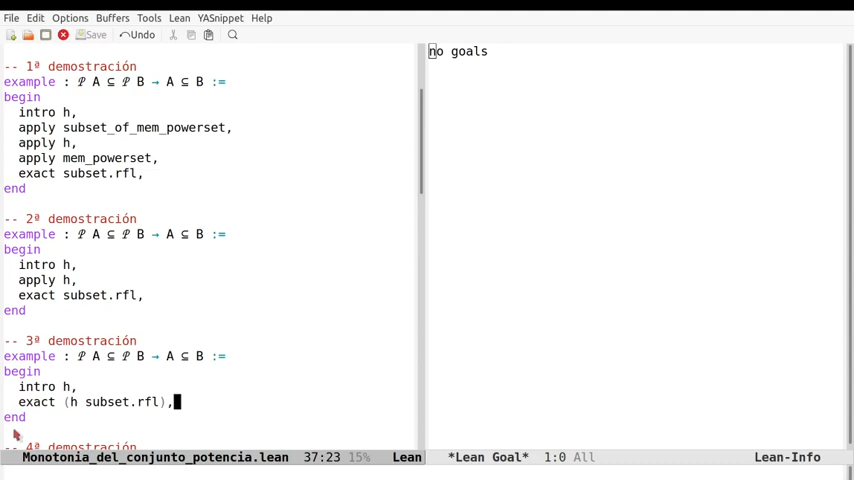 File Edit Options Buffers Tools Lean YASnippet Help
Save Undo
-- 1ª demostración
example : 𝒫 A ⊆ 𝒫 B → A ⊆ B :=
begin
  intro h,
  apply subset_of_mem_powerset,
  apply h,
  apply mem_powerset,
  exact subset.rfl,
end
-- 2ª demostración
example : 𝒫 A ⊆ 𝒫 B → A ⊆ B :=
begin
  intro h,
  apply h,
  exact subset.rfl,
end
-- 3ª demostración
example : 𝒫 A ⊆ 𝒫 B → A ⊆ B :=
begin
  intro h,
  exact (h subset.rfl),
end
-- 4ª demostración
Monotonia_del_conjunto_potencia.lean 37:23 15% Lean
no goals
*Lean Goal* 1:0 All Lean-Info